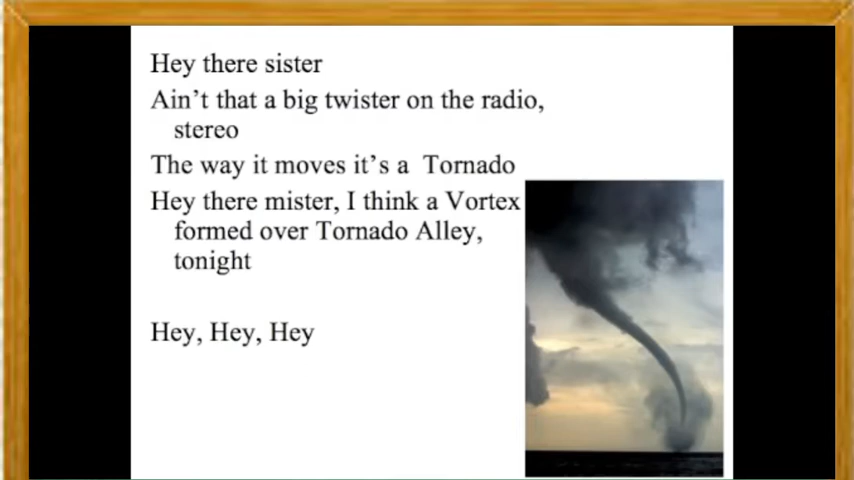 Hey there sister
Ain't that a big twister on the radio,
stereo
The way it moves it's a Tornado
Hey there mister, I think a Vortex
formed over Tornado Alley,
tonight
Hey, Hey, Hey